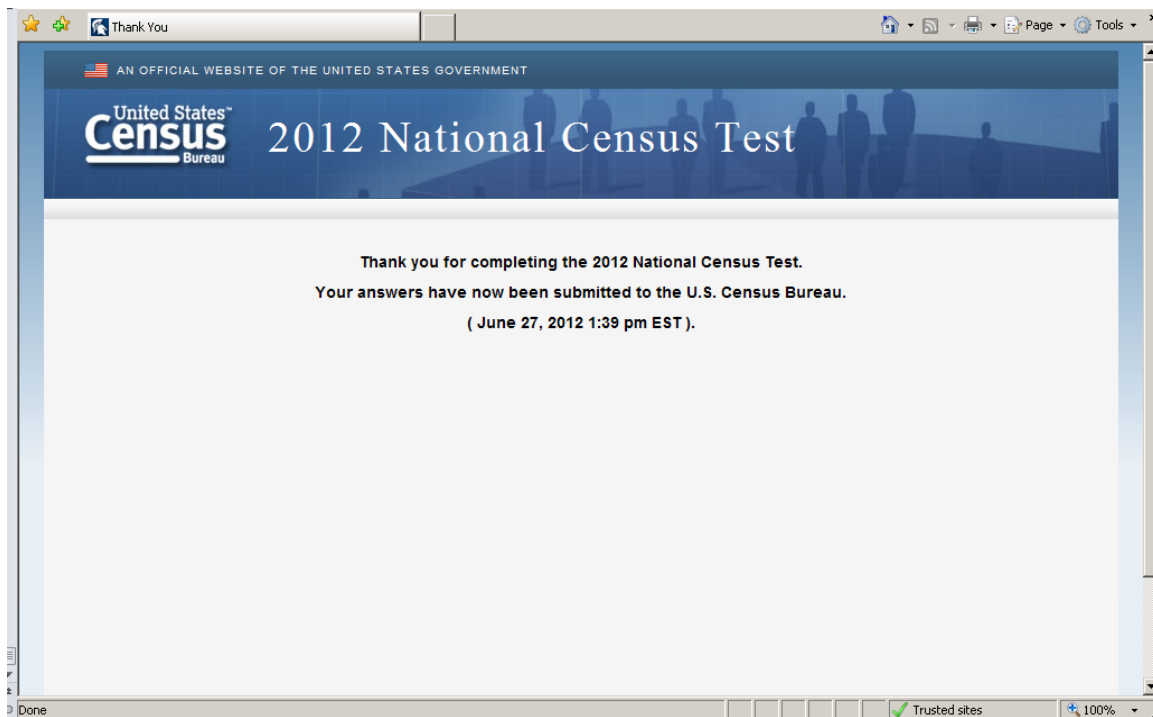 Thank You
Page
Tools
AN OFFICIAL WEBSITE OF THE UNITED STATES GOVERNMENT
United States™
Census
Bureau
2012 National Census Test
Thank you for completing the 2012 National Census Test.
Your answers have now been submitted to the U.S. Census Bureau.
( June 27, 2012 1:39 pm EST ).
Done
Trusted sites
100%